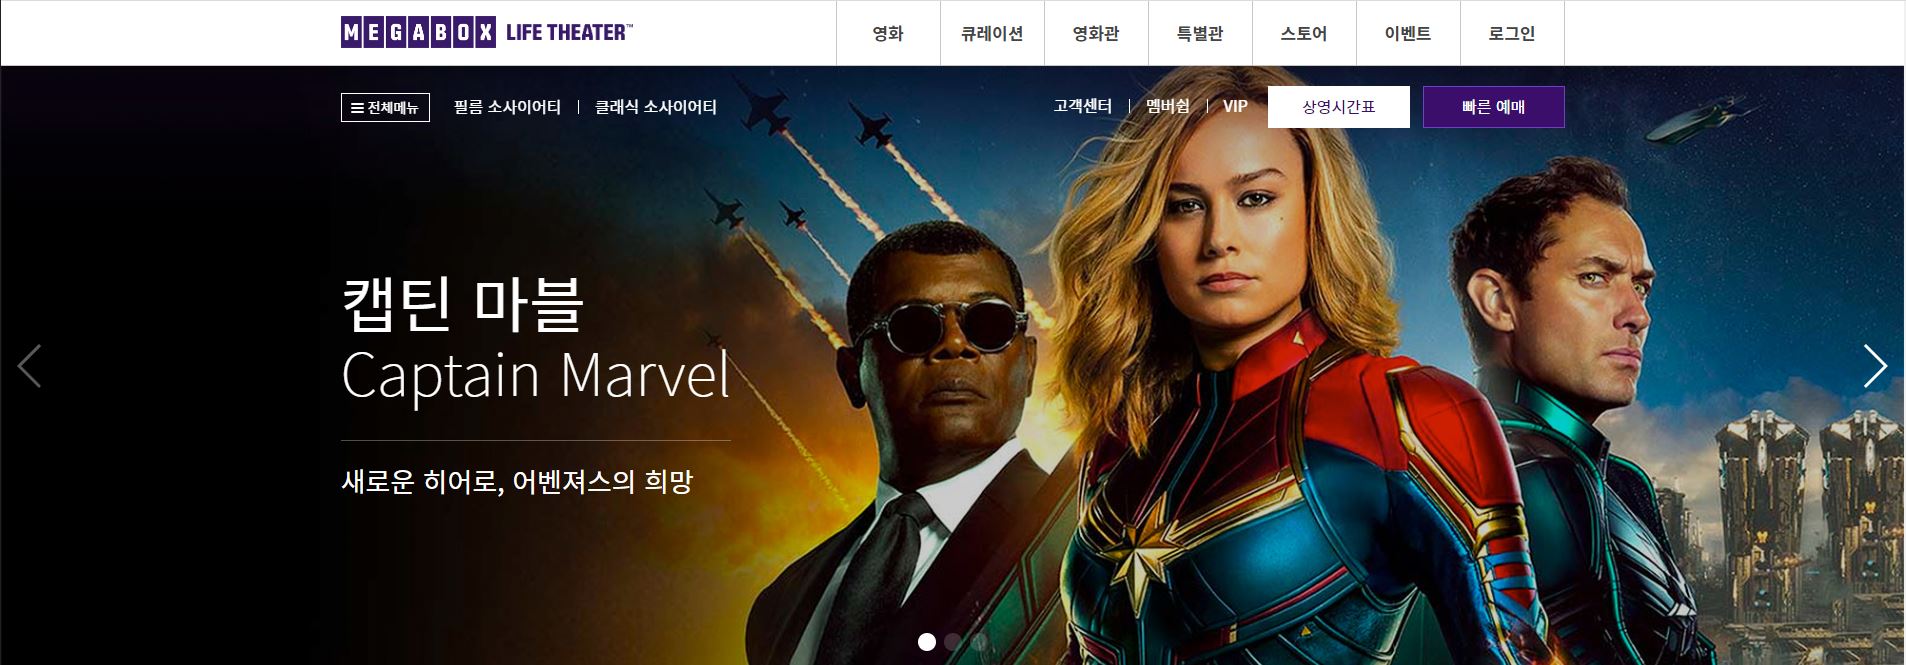 MEGABOX LIFE THEATER™
영화 큐레이션 영화관 특별관 스토어 이벤트 로그인
전체메뉴 필름 소사이어티 클래식 소사이어티 고객센터 멤버쉽 VIP 상영시간표 빠른 예매
캡틴 마블
Captain Marvel
새로운 히어로, 어벤져스의 희망